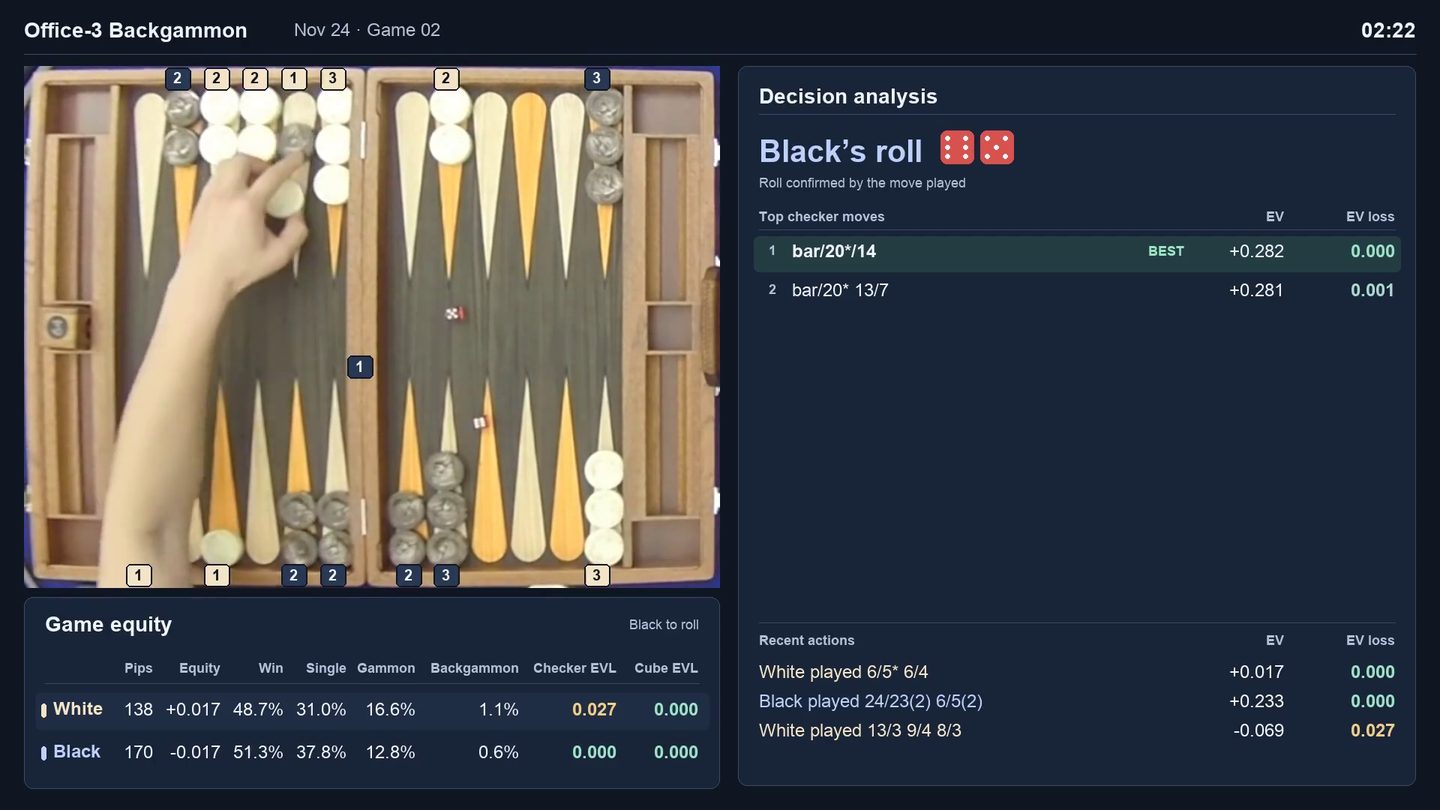 Office-3 Backgammon Nov 24 · Game 02 02:22
2 2 2 1 3 2 3
1
1 1 2 2 2 3 3
Decision analysis
Black’s roll
Roll confirmed by the move played
Top checker moves EV EV loss
1 bar/20*/14 BEST +0.282 0.000
2 bar/20* 13/7 +0.281 0.001
Game equity Black to roll
Pips Equity Win Single Gammon Backgammon Checker EVL Cube EVL
White 138 +0.017 48.7% 31.0% 16.6% 1.1% 0.027 0.000
Black 170 -0.017 51.3% 37.8% 12.8% 0.6% 0.000 0.000
Recent actions EV EV loss
White played 6/5* 6/4 +0.017 0.000
Black played 24/23(2) 6/5(2) +0.233 0.000
White played 13/3 9/4 8/3 -0.069 0.027